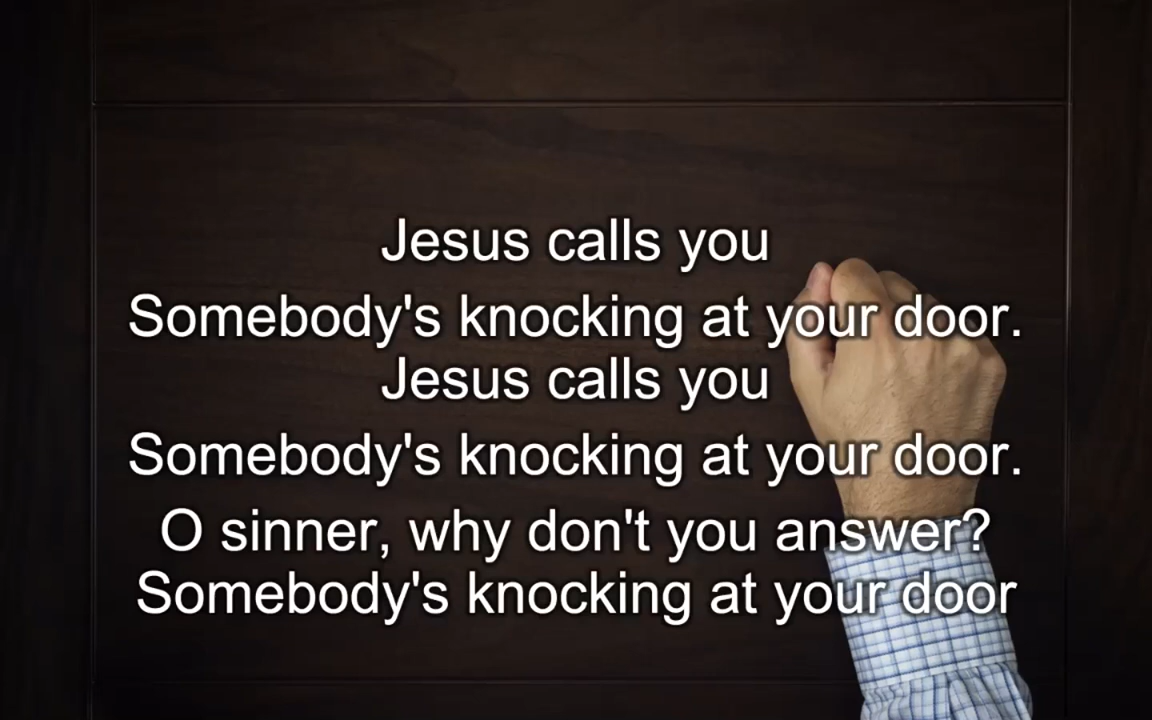 Jesus calls you
Somebody's knocking at your door.
Jesus calls you
Somebody's knocking at your door.
O sinner, why don't you answer?
Somebody's knocking at your door